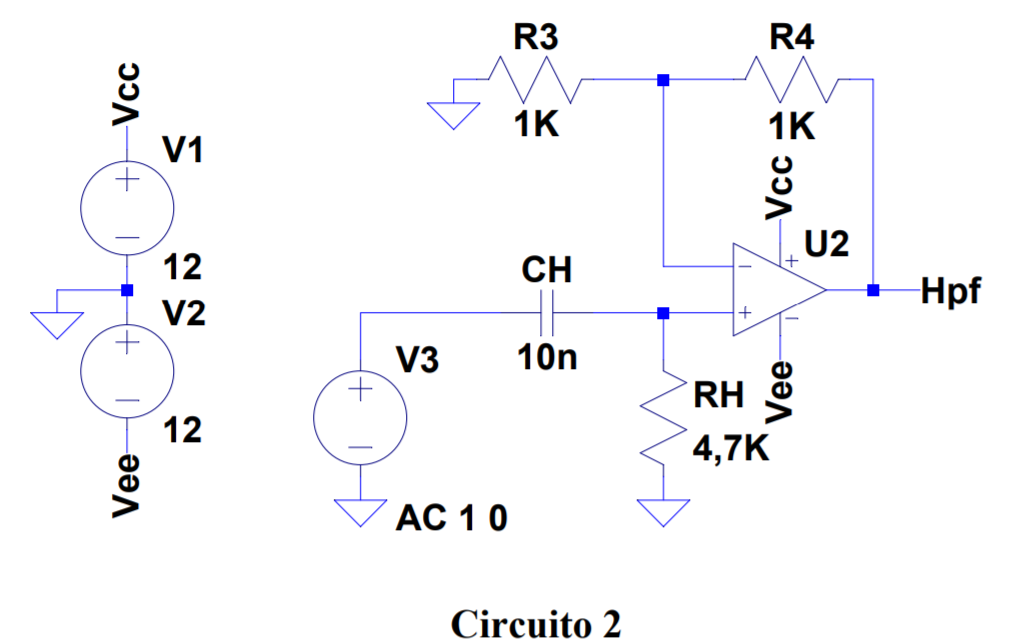 R3
R4
1K
1K
Vcc
V1
12
V2
12
Vee
Vcc
U2
Hpf
CH
10n
V3
AC 1 0
RH
4,7K
Vee
Circuito 2